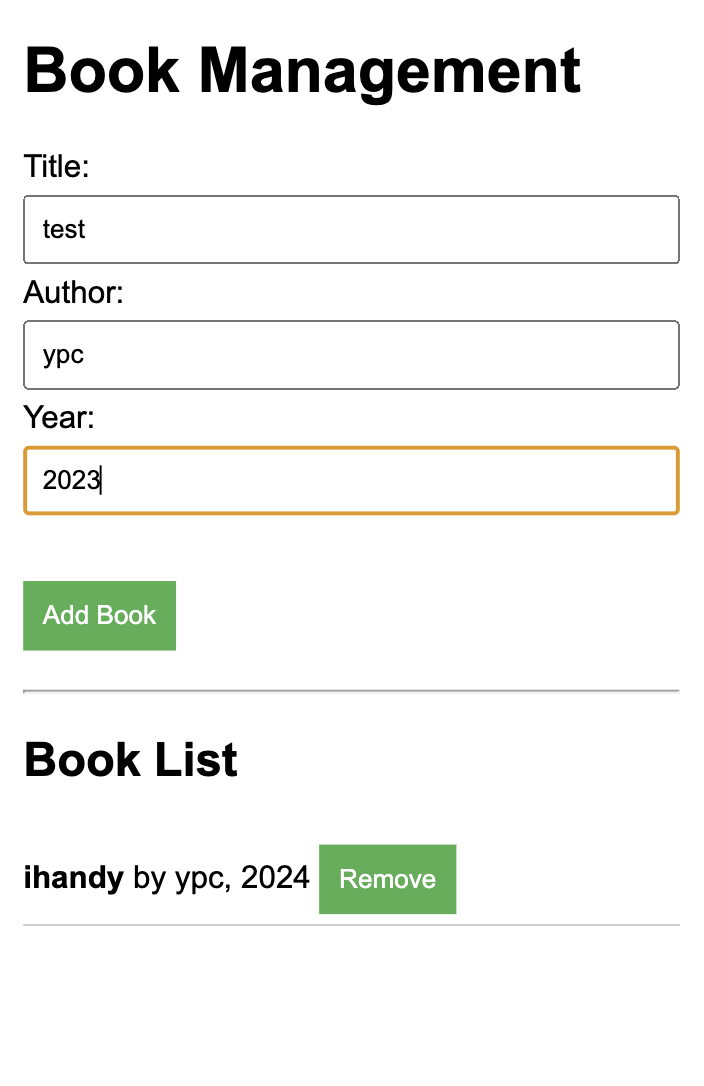 Book Management
Title:
test
Author:
ypc
Year:
2023
Add Book
Book List
ihandy by ypc, 2024 Remove